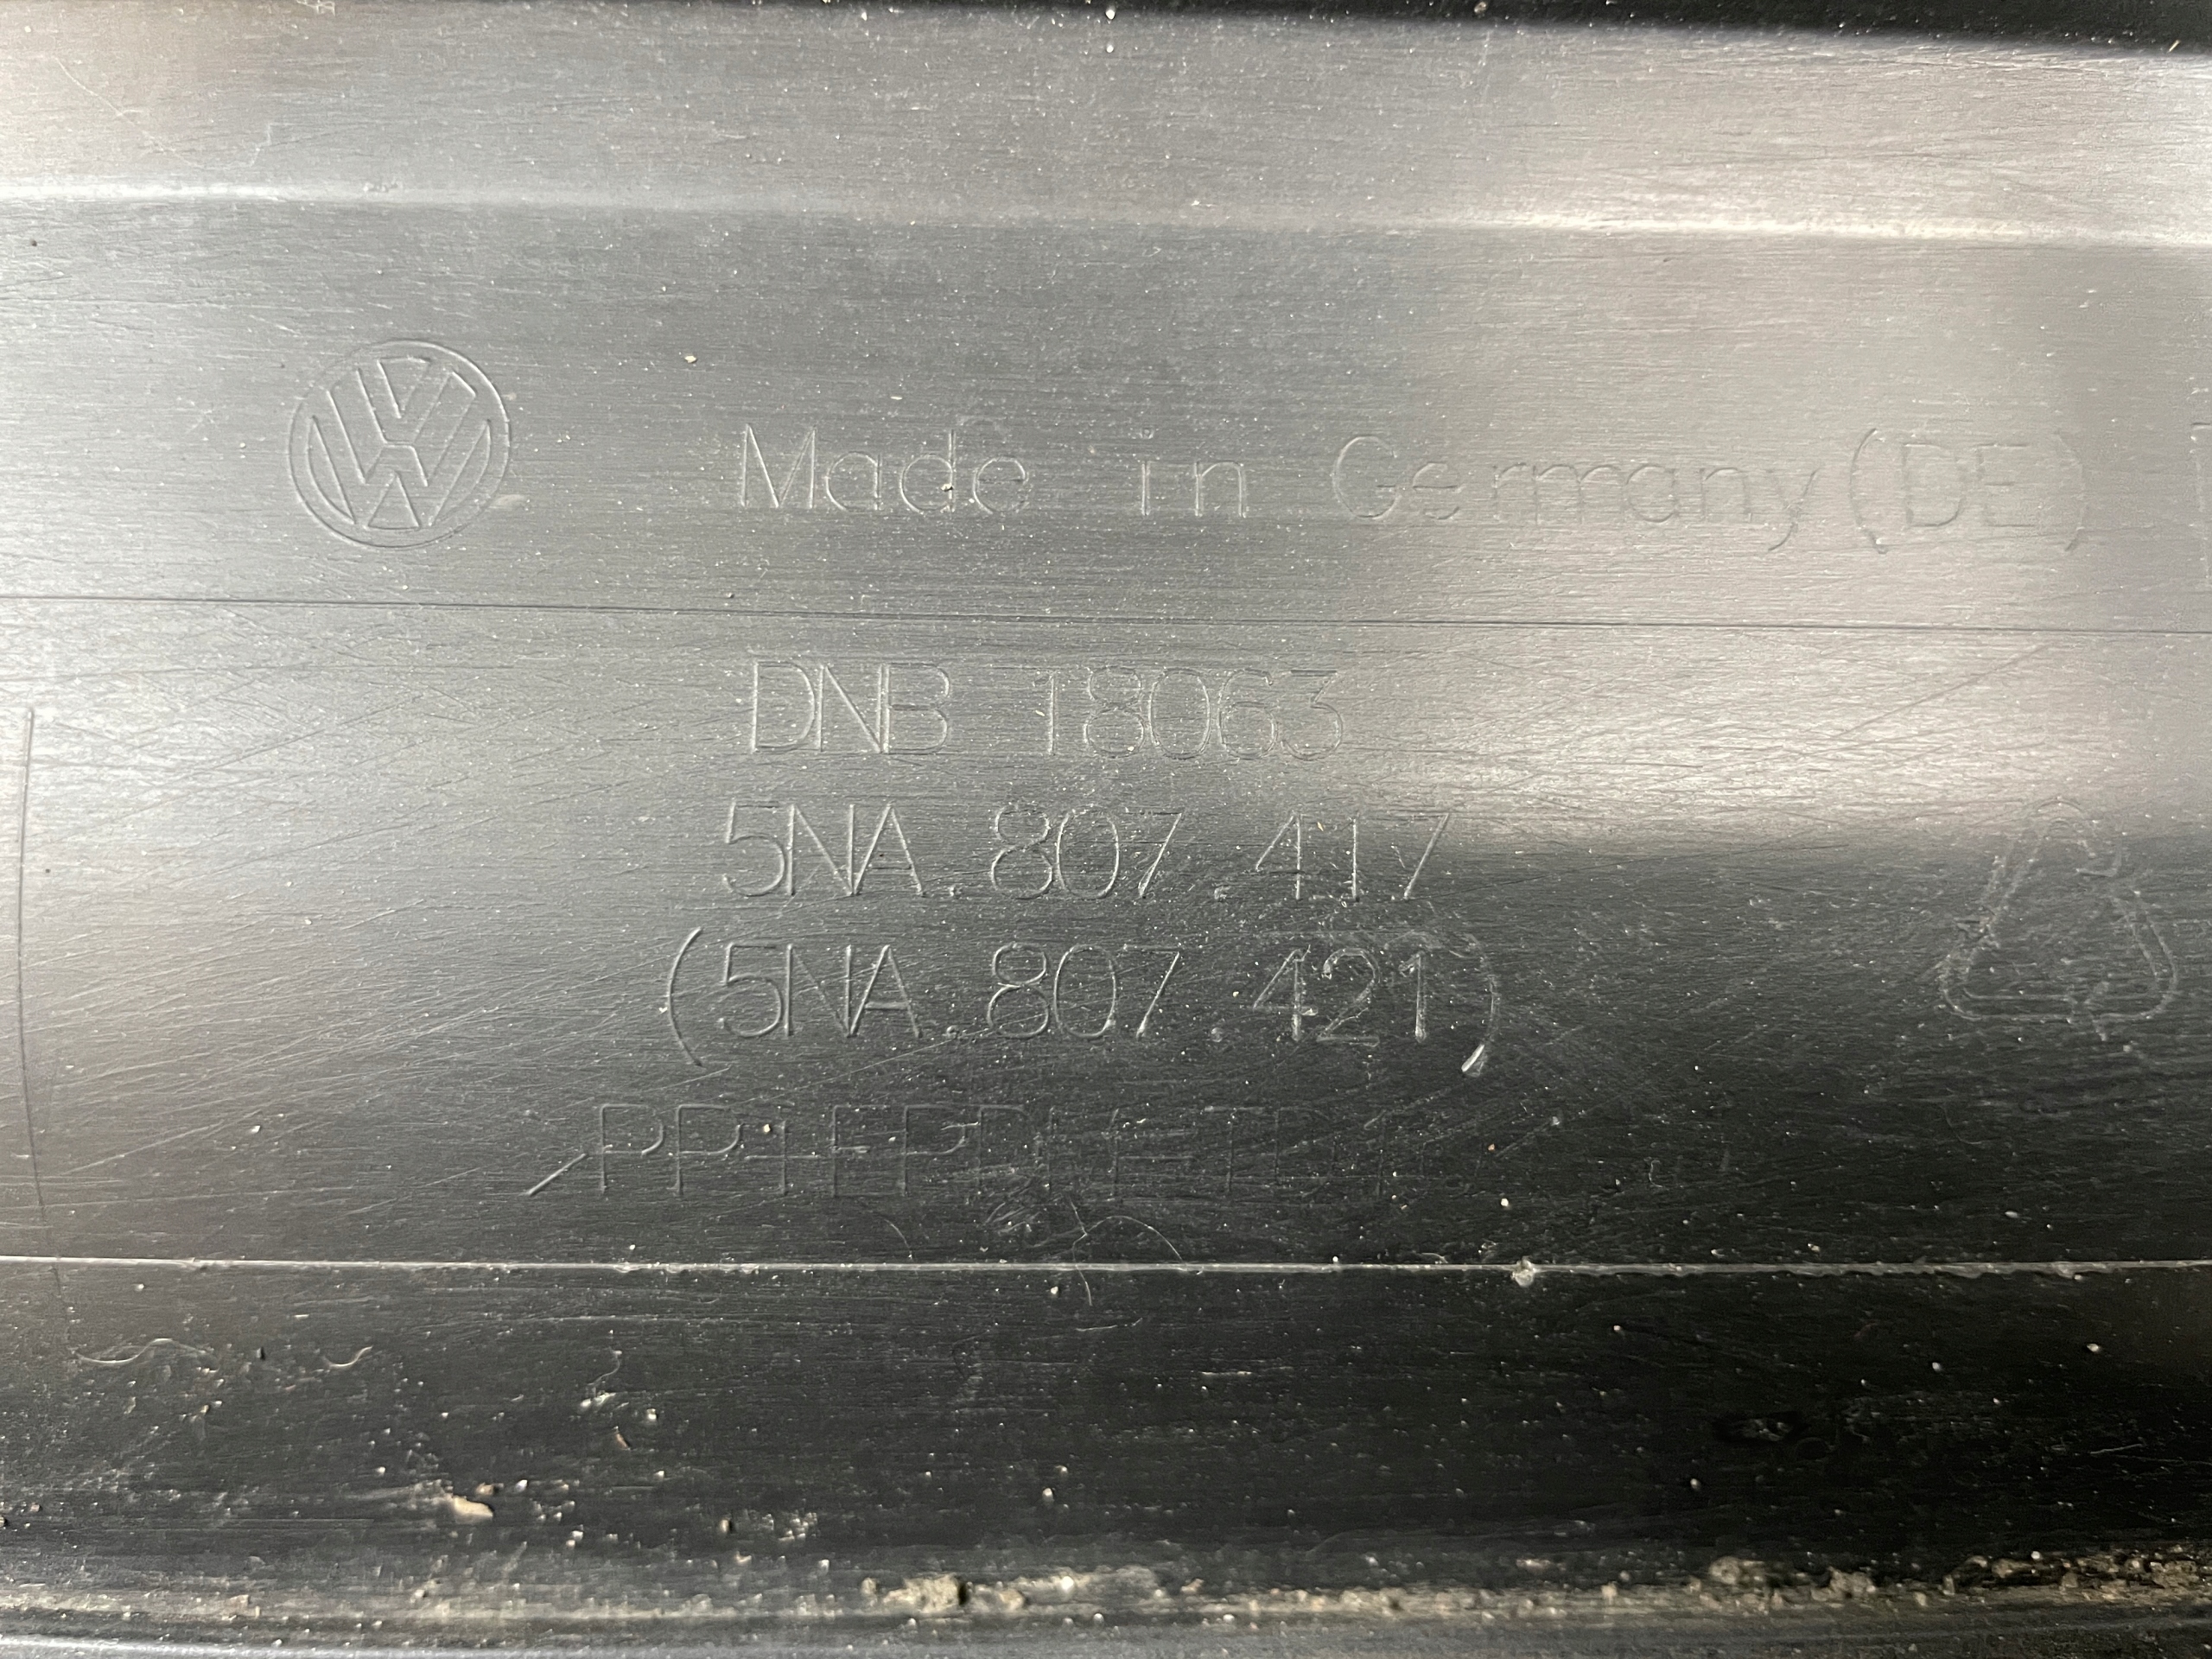 Made in Germany(DE)
DNB 18063
5NA.807.417
(5NA.807.421)